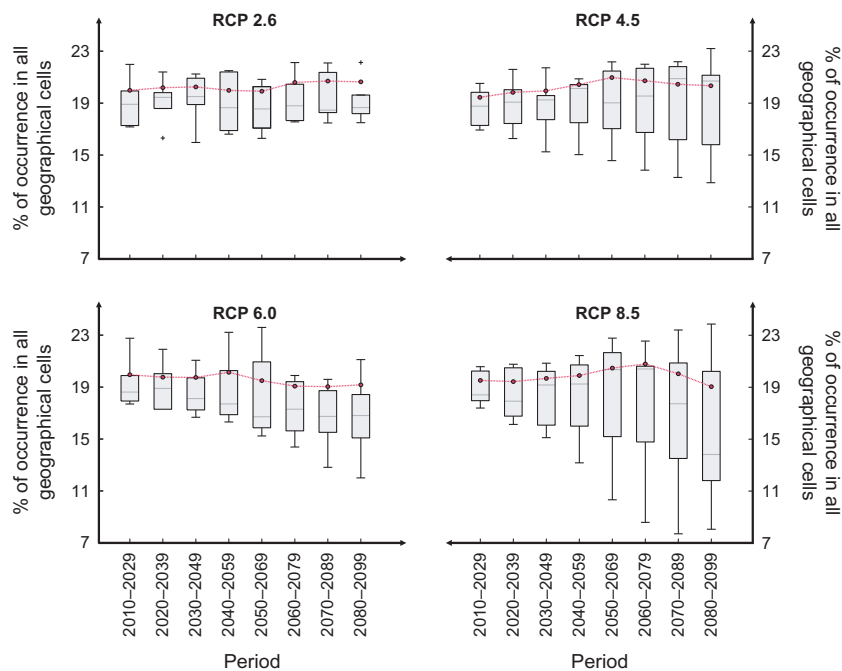 RCP 2.6
% of occurrence in all
geographical cells
23
19
15
11
7
RCP 4.5
23
19
15
11
7
% of occurrence in all
geographical cells
RCP 6.0
% of occurrence in all
geographical cells
23
19
15
11
7
2010–2029
2020–2039
2030–2049
2040–2059
2050–2069
2060–2079
2070–2089
2080–2099
Period
RCP 8.5
23
19
15
11
7
% of occurrence in all
geographical cells
2010–2029
2020–2039
2030–2049
2040–2059
2050–2069
2060–2079
2070–2089
2080–2099
Period